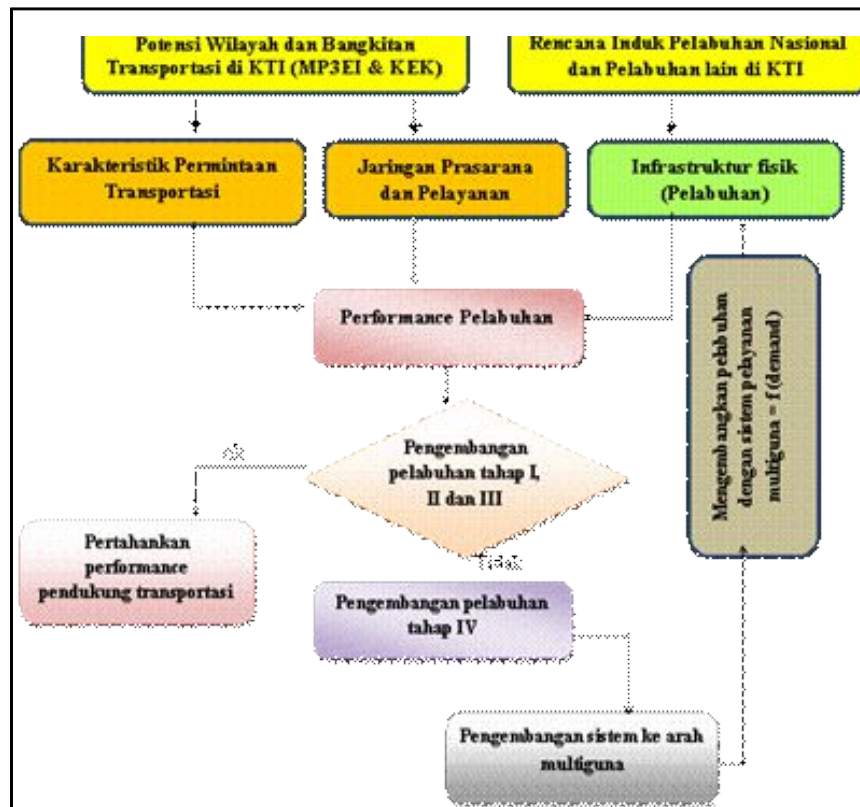 Potensi Wilayah dan Bangkitan
Transportasi di KTI (MP3EI & KEK)
Rencana Induk Pelabuhan Nasional
dan Pelabuhan lain di KTI
Karakteristik Permintaan
Transportasi
Jaringan Prasarana
dan Pelayanan
Infrastruktur fisik
(Pelabuhan)
Performance Pelabuhan
Mengembangkan pelabuhan
dengan sistem pelayanan
multiguna = f (demand)
Pengembangan
pelabuhan tahap I,
II dan III
ok
Tidak
Pertahankan
performance
pendukung transportasi
Pengembangan pelabuhan
tahap IV
Pengembangan sistem ke arah
multiguna